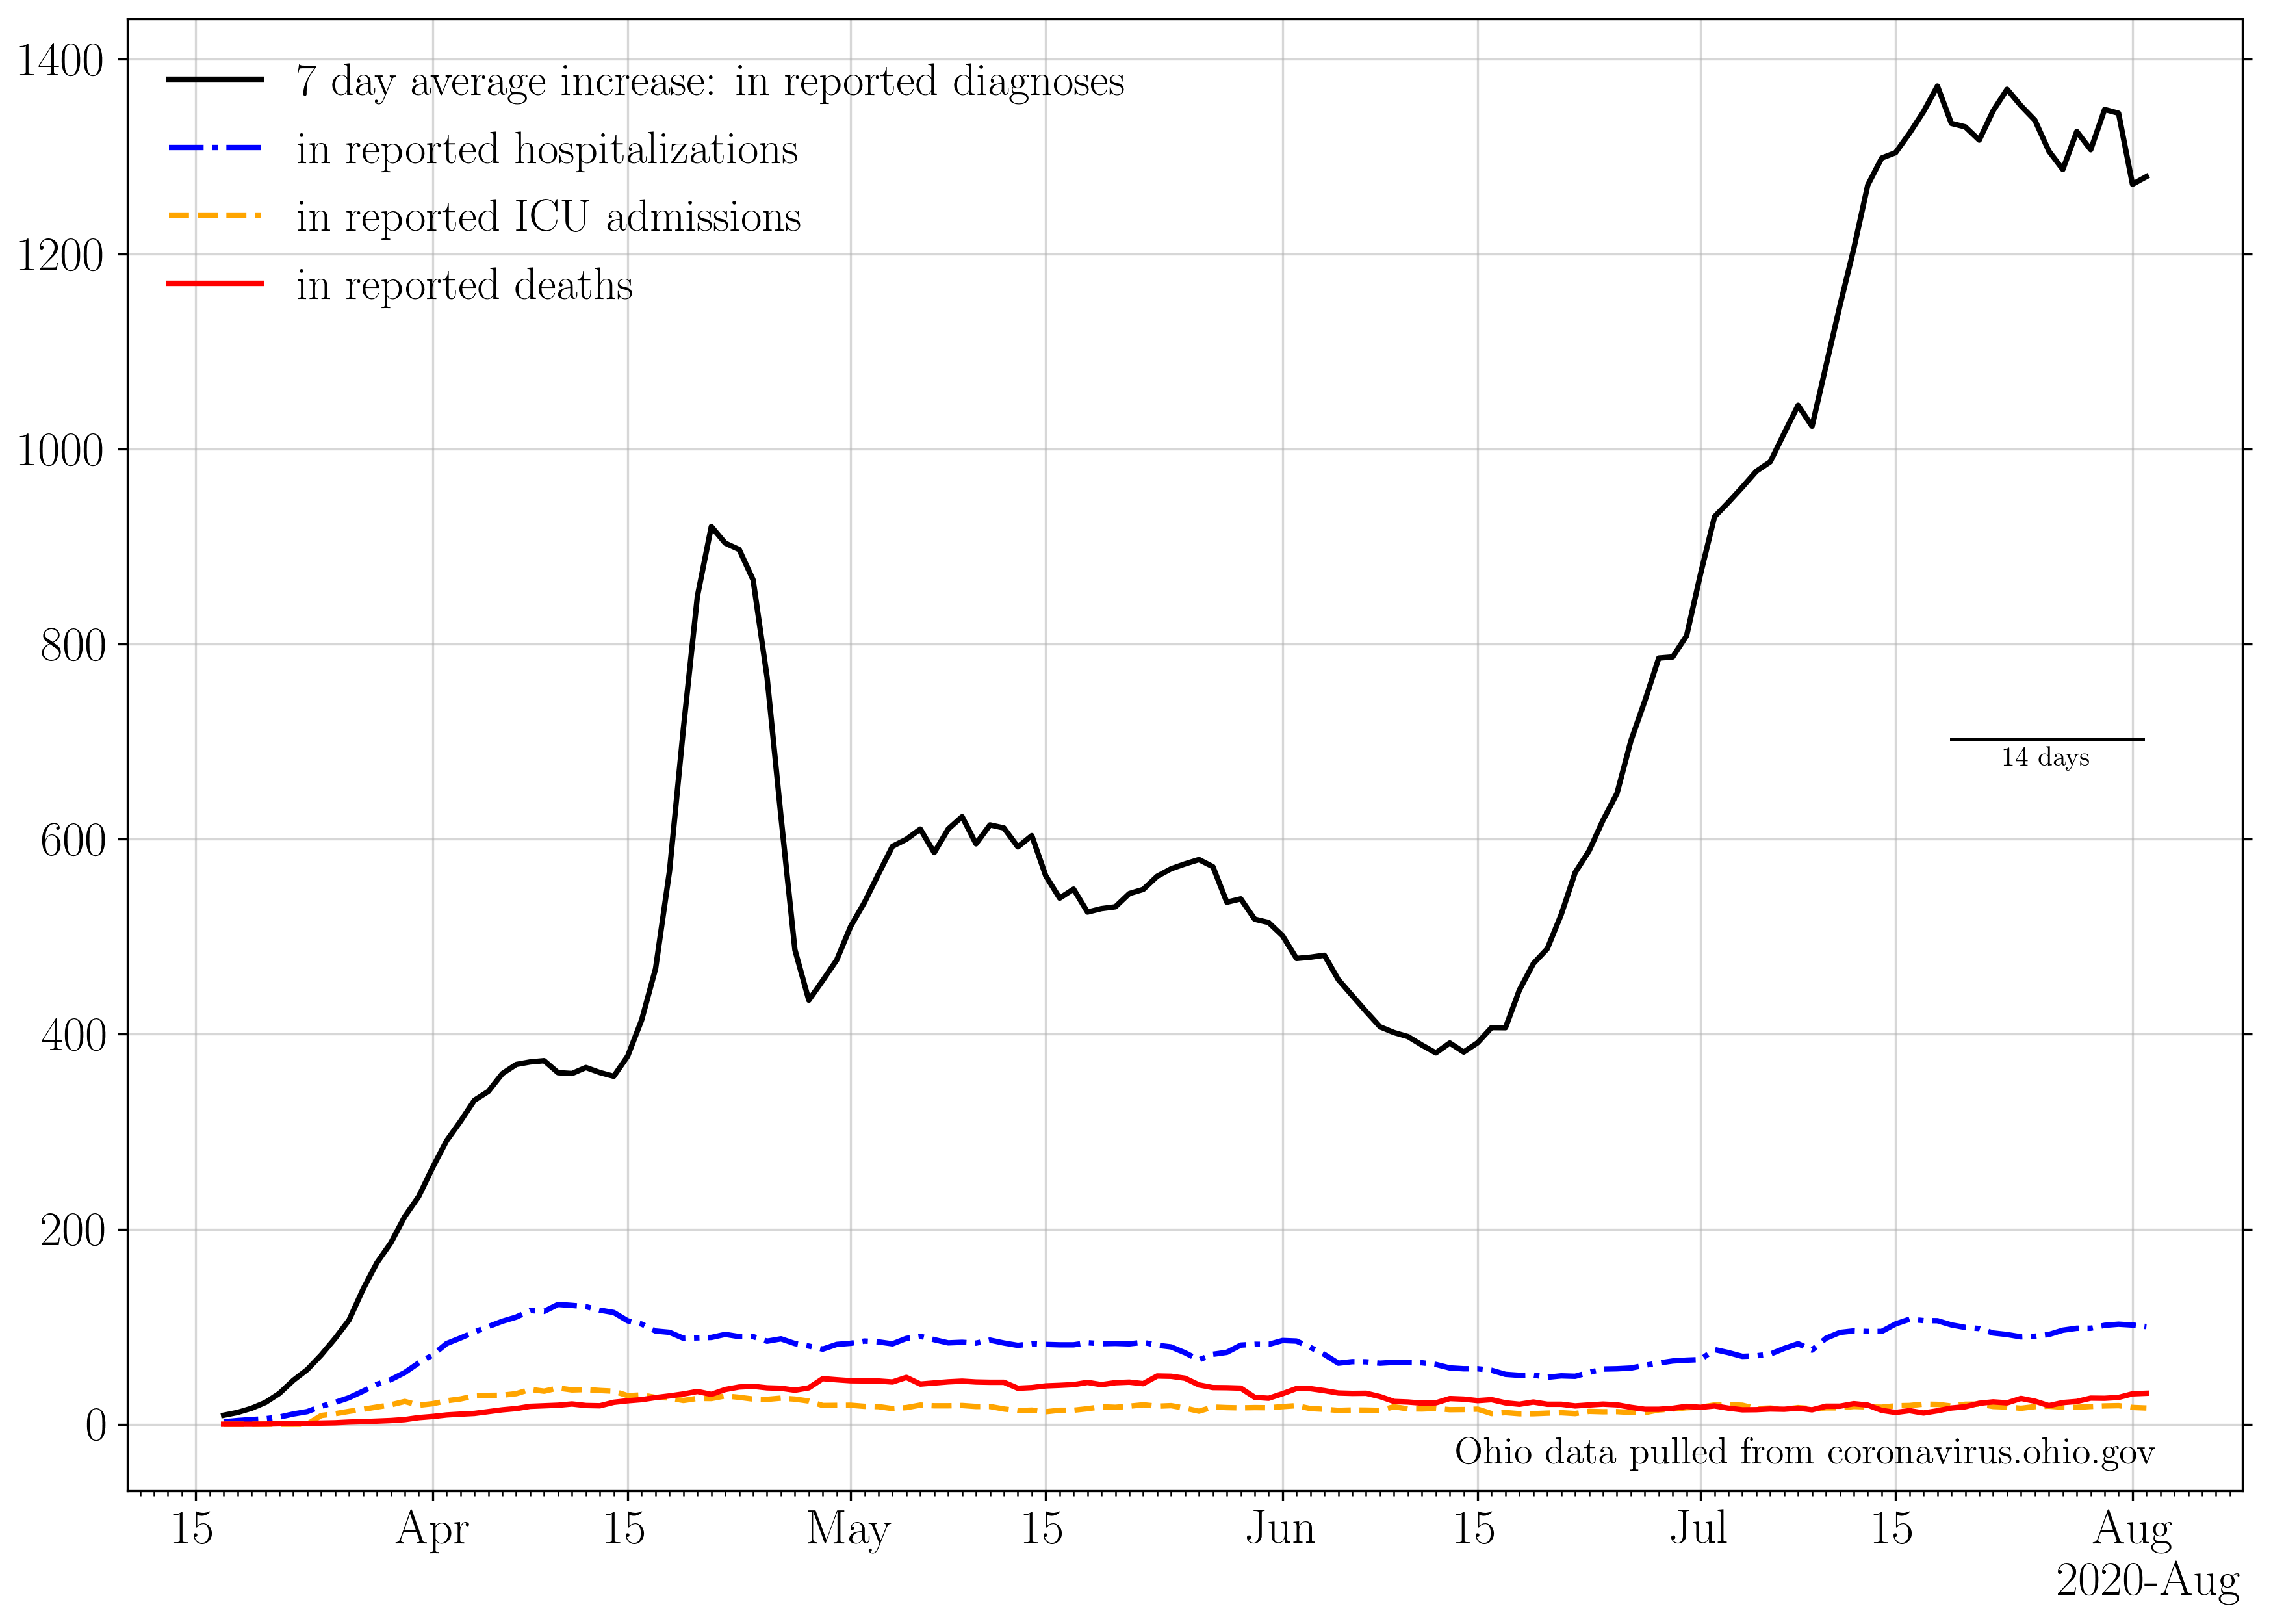 1400
7 day average increase: in reported diagnoses
in reported hospitalizations
in reported ICU admissions
1200
in reported deaths
1000
800
14 days
600
400
200
0
Ohio data pulled from coronavirus.ohio.gov
15 Apr 15 May 15 Jun 15 Jul 15 Aug
2020-Aug